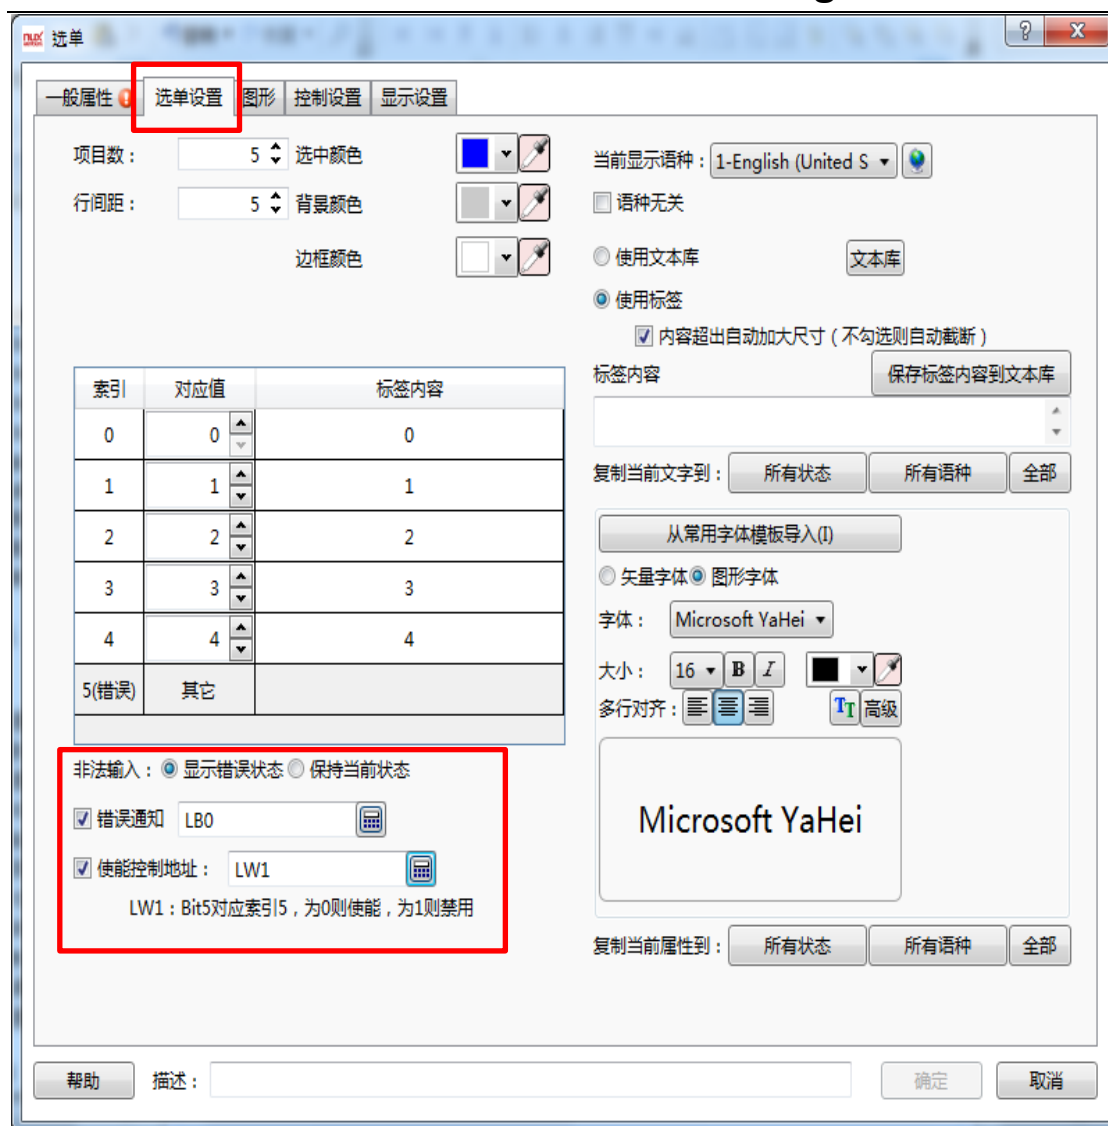 选单
一般属性 选单设置 图形 控制设置 显示设置
项目数： 5 选中颜色
行间距： 5 背景颜色
边框颜色
当前显示语种：1-English (United S
语种无关
使用文本库 文本库
使用标签
内容超出自动加大尺寸（不勾选则自动截断）
标签内容 保存标签内容到文本库
复制当前文字到： 所有状态 所有语种 全部
索引 对应值 标签内容
0 0 0
1 1 1
2 2 2
3 3 3
4 4 4
5(错误) 其它
从常用字体模板导入(I)
矢量字体 图形字体
字体： Microsoft YaHei
大小： 16 B I
多行对齐： TT 高级
Microsoft YaHei
复制当前属性到： 所有状态 所有语种 全部
非法输入： 显示错误状态 保持当前状态
错误通知 LB0
使能控制地址： LW1
LW1：Bit5对应索引5，为0则使能，为1则禁用
帮助 描述： 确定 取消